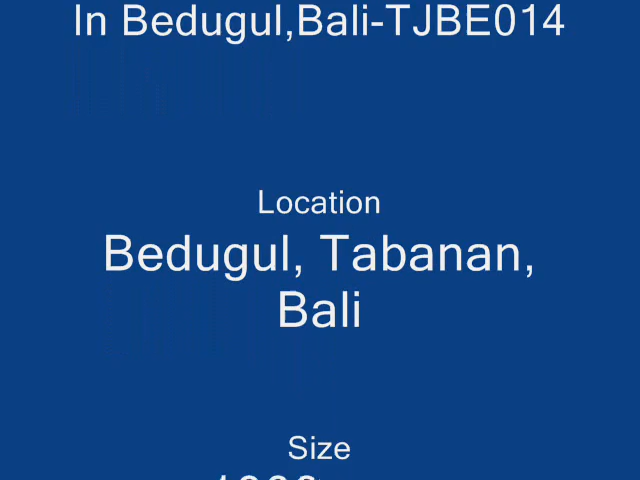 In Bedugul,Bali-TJBE014
Location
Bedugul, Tabanan,
Bali
Size